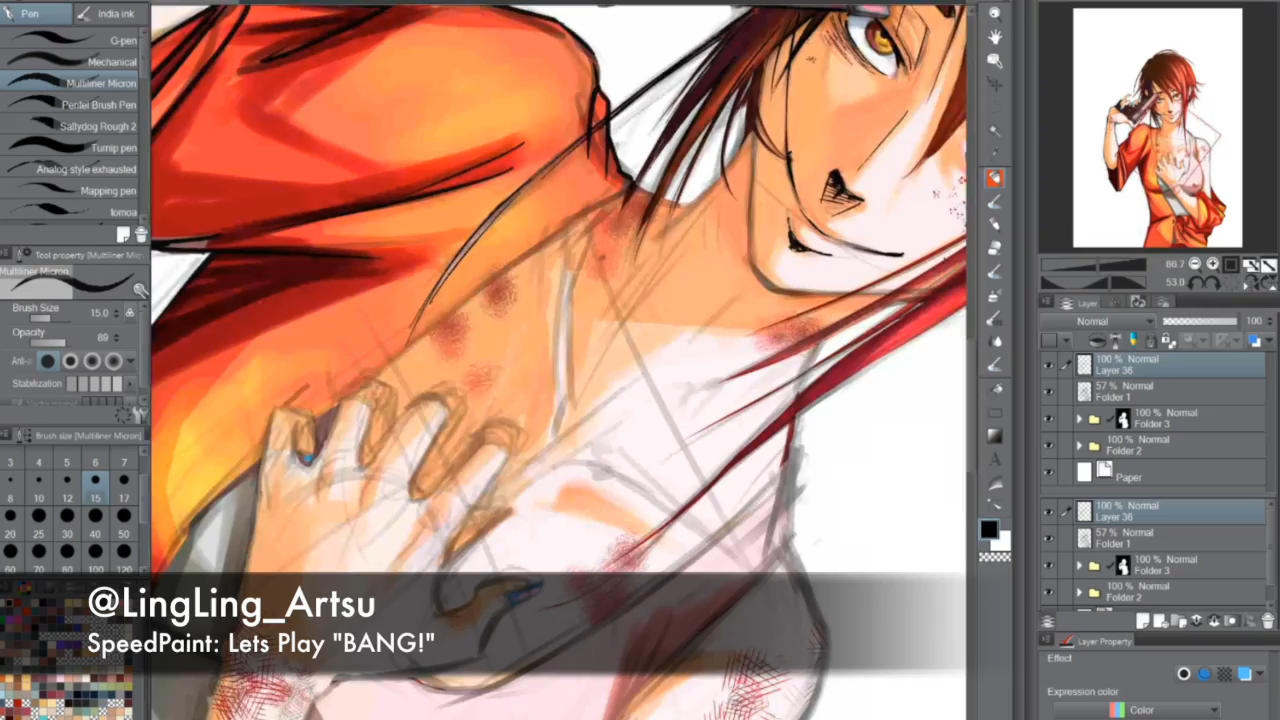 Pen
India ink
G-pen
Mechanical
Multiliner Micron
Pentel Brush Pen
Saltydog Rough 2
Turnip pen
Analog style exhausted
Mapping pen
tomoa
Tool property [Multiliner Mic
Multiliner Micron
Brush Size 15.0
Opacity 89
Stabilization
Brush size [Multiliner Micron]
3 4 5 6 7
8 10 12 15 17
20 25 30 40 50
60 70 80 100 120
@LingLing_Artsu
SpeedPaint: Lets Play "BANG!"
66.7
53.0
Layer
Normal 100
100 % Normal
Layer 36
57 % Normal
Folder 1
100 % Normal
Folder 3
100 % Normal
Folder 2
Paper
100 % Normal
Layer 36
57 % Normal
Folder 1
100 % Normal
Folder 3
100 % Normal
Folder 2
Layer Property
Effect
Expression color
Color